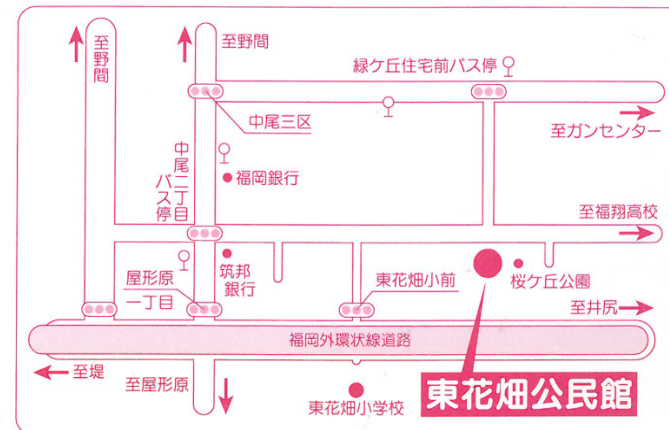 至野間
至野間
緑ケ丘住宅前バス停
中尾三区
至ガンセンター
中尾二丁目
バス停
福岡銀行
至福翔高校
筑邦
銀行
屋形原
一丁目
東花畑小前
桜ケ丘公園
至井尻
福岡外環状線道路
至堤
至屋形原
東花畑小学校
東花畑公民館